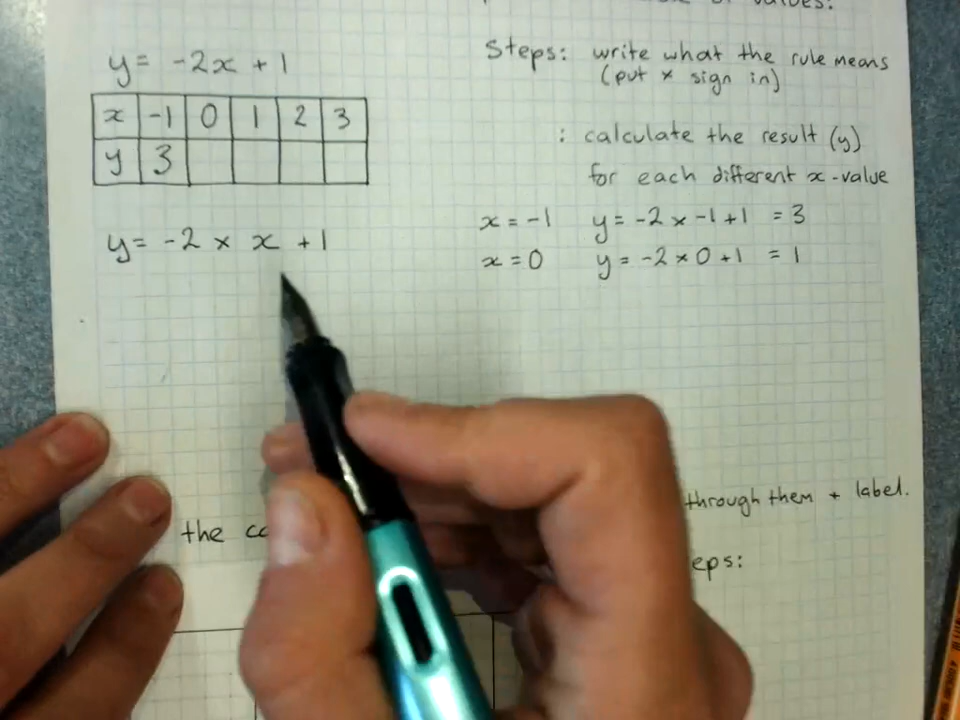 values:
y = -2x + 1
Steps: write what the rule means
(put × sign in)
x -1 0 1 2 3
y 3
: calculate the result (y)
for each different x-value
y = -2 × x + 1
x = -1 y = -2 × -1 + 1 = 3
x = 0 y = -2 × 0 + 1 = 1
through them + label.
the